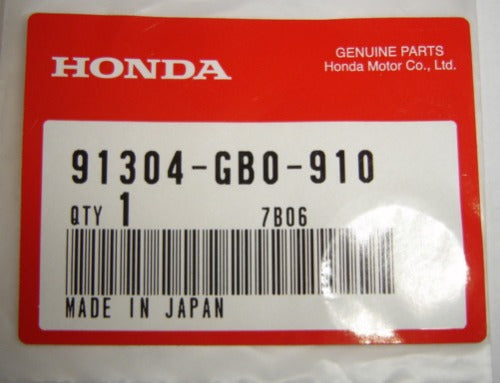 HONDA
GENUINE PARTS
Honda Motor Co., Ltd.
91304-GB0-910
QTY 1 7B06
MADE IN JAPAN